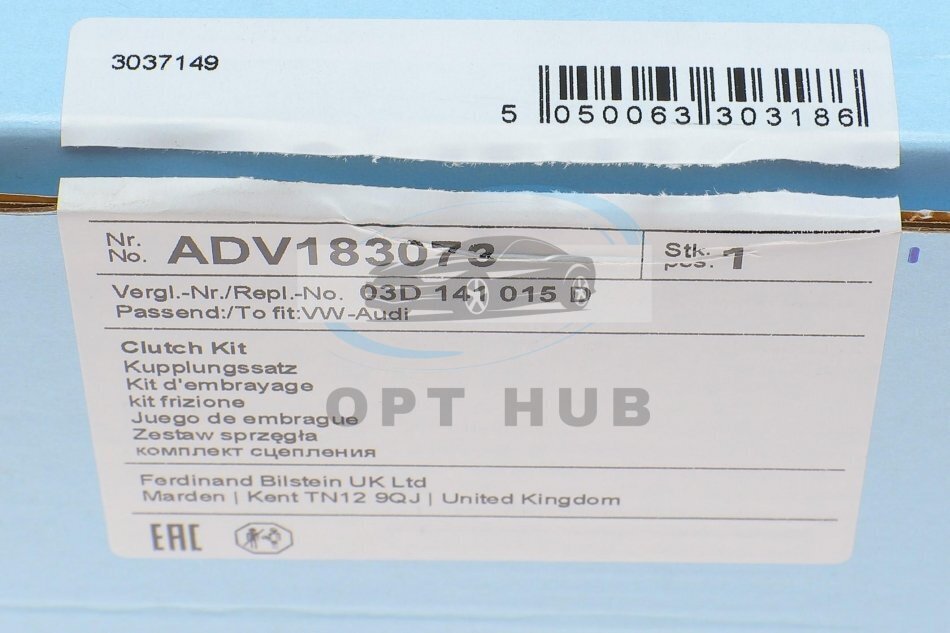 3037149
5 050063 303186
Nr.
No. ADV183073
Stk.
pcs. 1
Vergl.-Nr./Repl.-No. 03D 141 015 D
Passend:/To fit:VW-Audi
Clutch Kit
Kupplungssatz
Kit d'embrayage
kit frizione
OPT HUB
Juego de embrague
Zestaw sprzęgła
комплект сцепления
Ferdinand Bilstein UK Ltd
Marden | Kent TN12 9QJ | United Kingdom
EAC